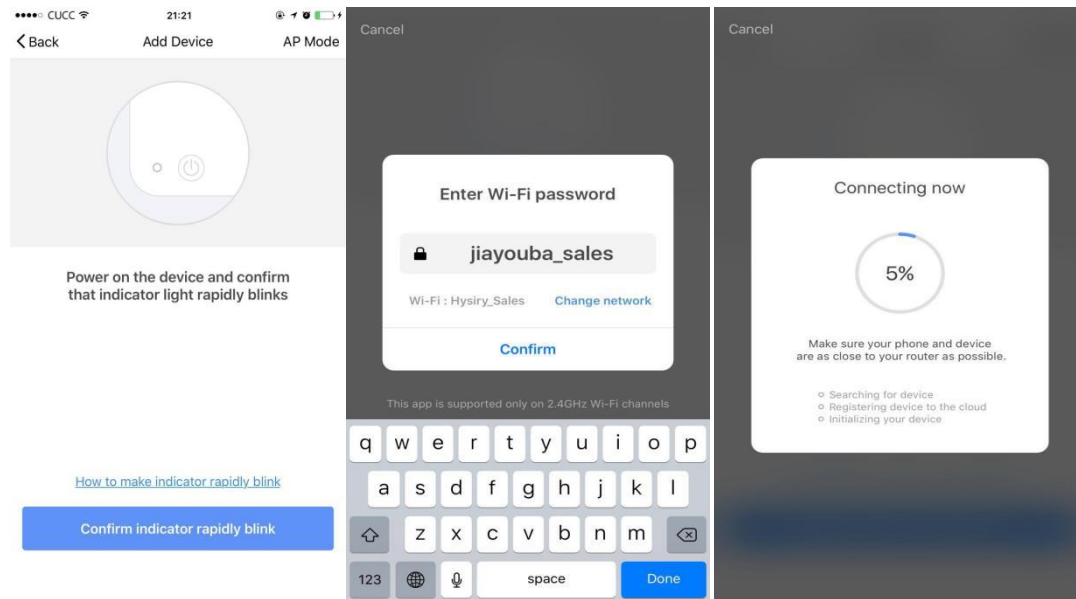 CUCC 21:21
Back Add Device AP Mode
Power on the device and confirm
that indicator light rapidly blinks
How to make indicator rapidly blink
Confirm indicator rapidly blink
Cancel
Enter Wi-Fi password
jiayouba_sales
Wi-Fi : Hysiry_Sales Change network
Confirm
This app is supported only on 2.4GHz Wi-Fi channels
q w e r t y u i o p
a s d f g h j k l
z x c v b n m
123 space Done
Cancel
Connecting now
5%
Make sure your phone and device
are as close to your router as possible.
Searching for device
Registering device to the cloud
Initializing your device